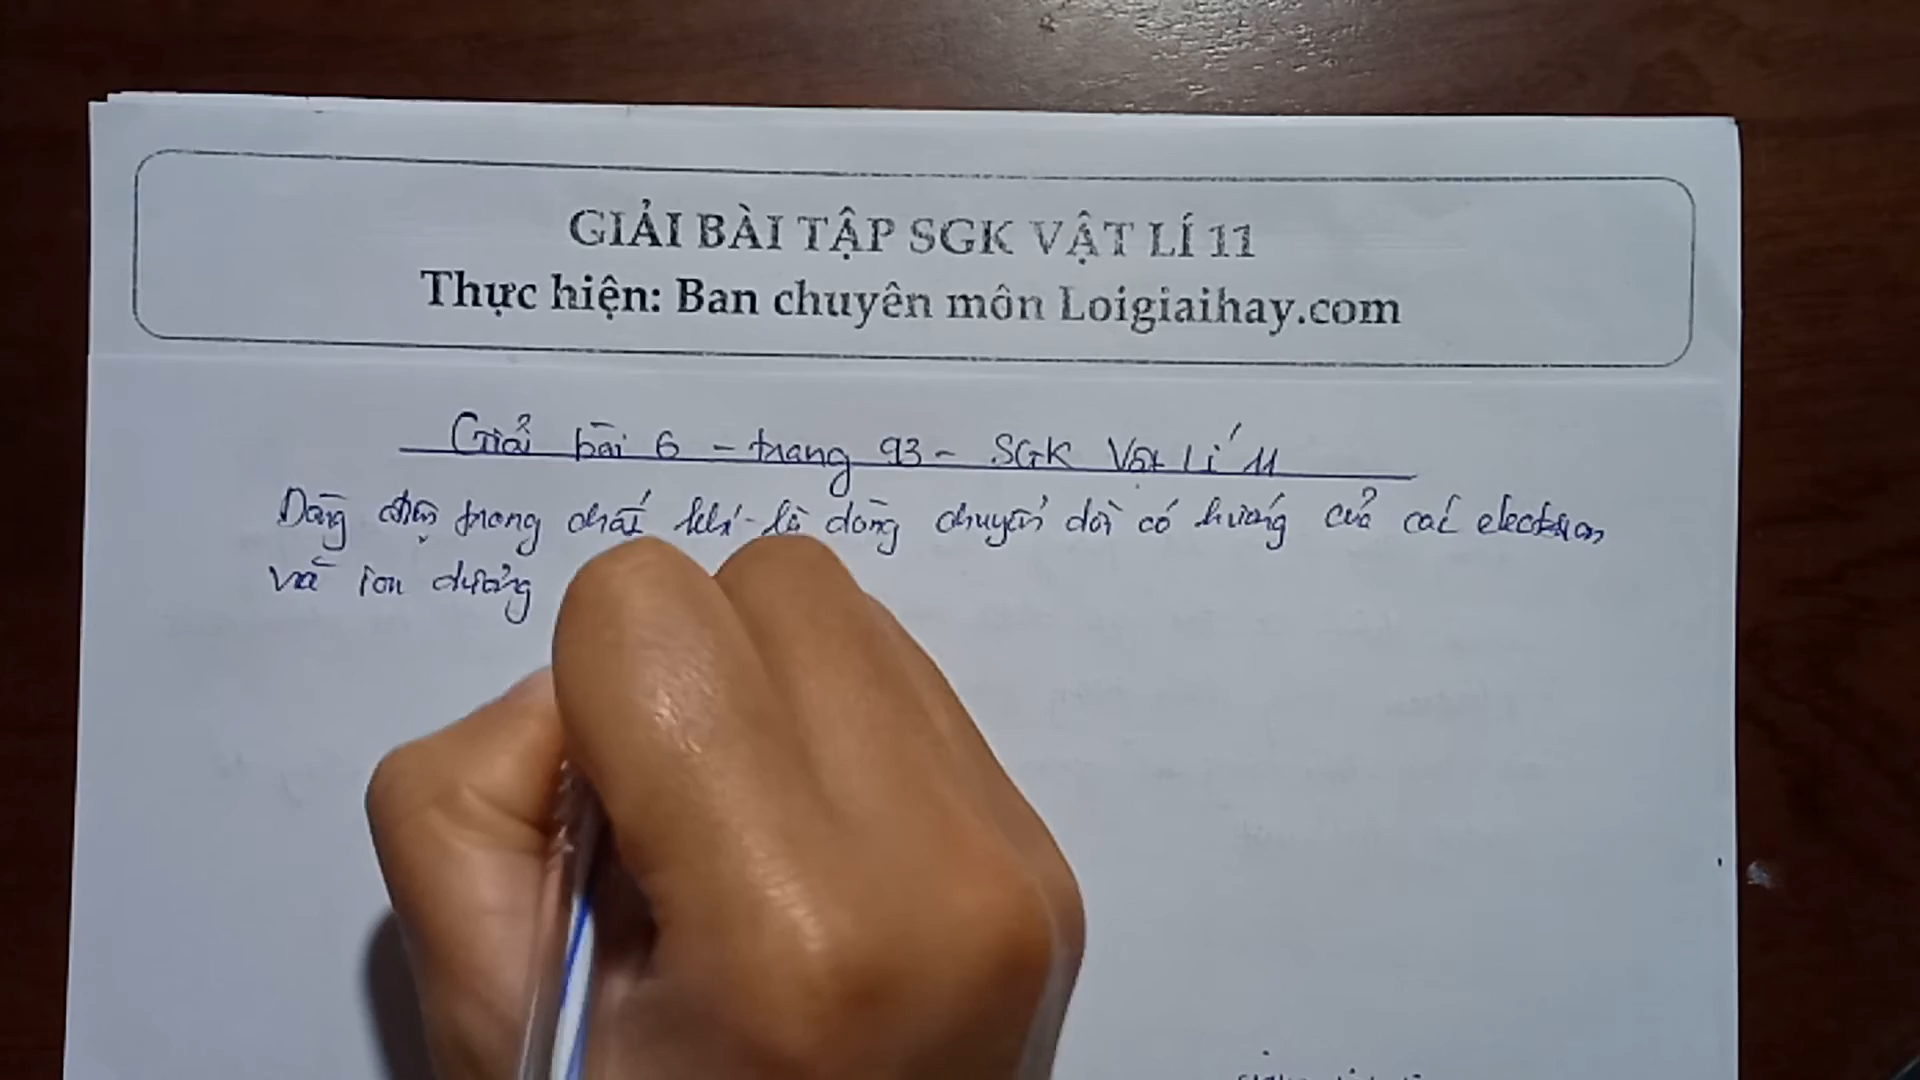 GIẢI BÀI TẬP SGK VẬT LÍ 11
Thực hiện: Ban chuyên môn Loigiaihay.com
Giải bài 6 - trang 93 - SGK Vật Lí 11
Dòng điện trong chất khí là dòng chuyển dời có hướng của các electron
và ion dương